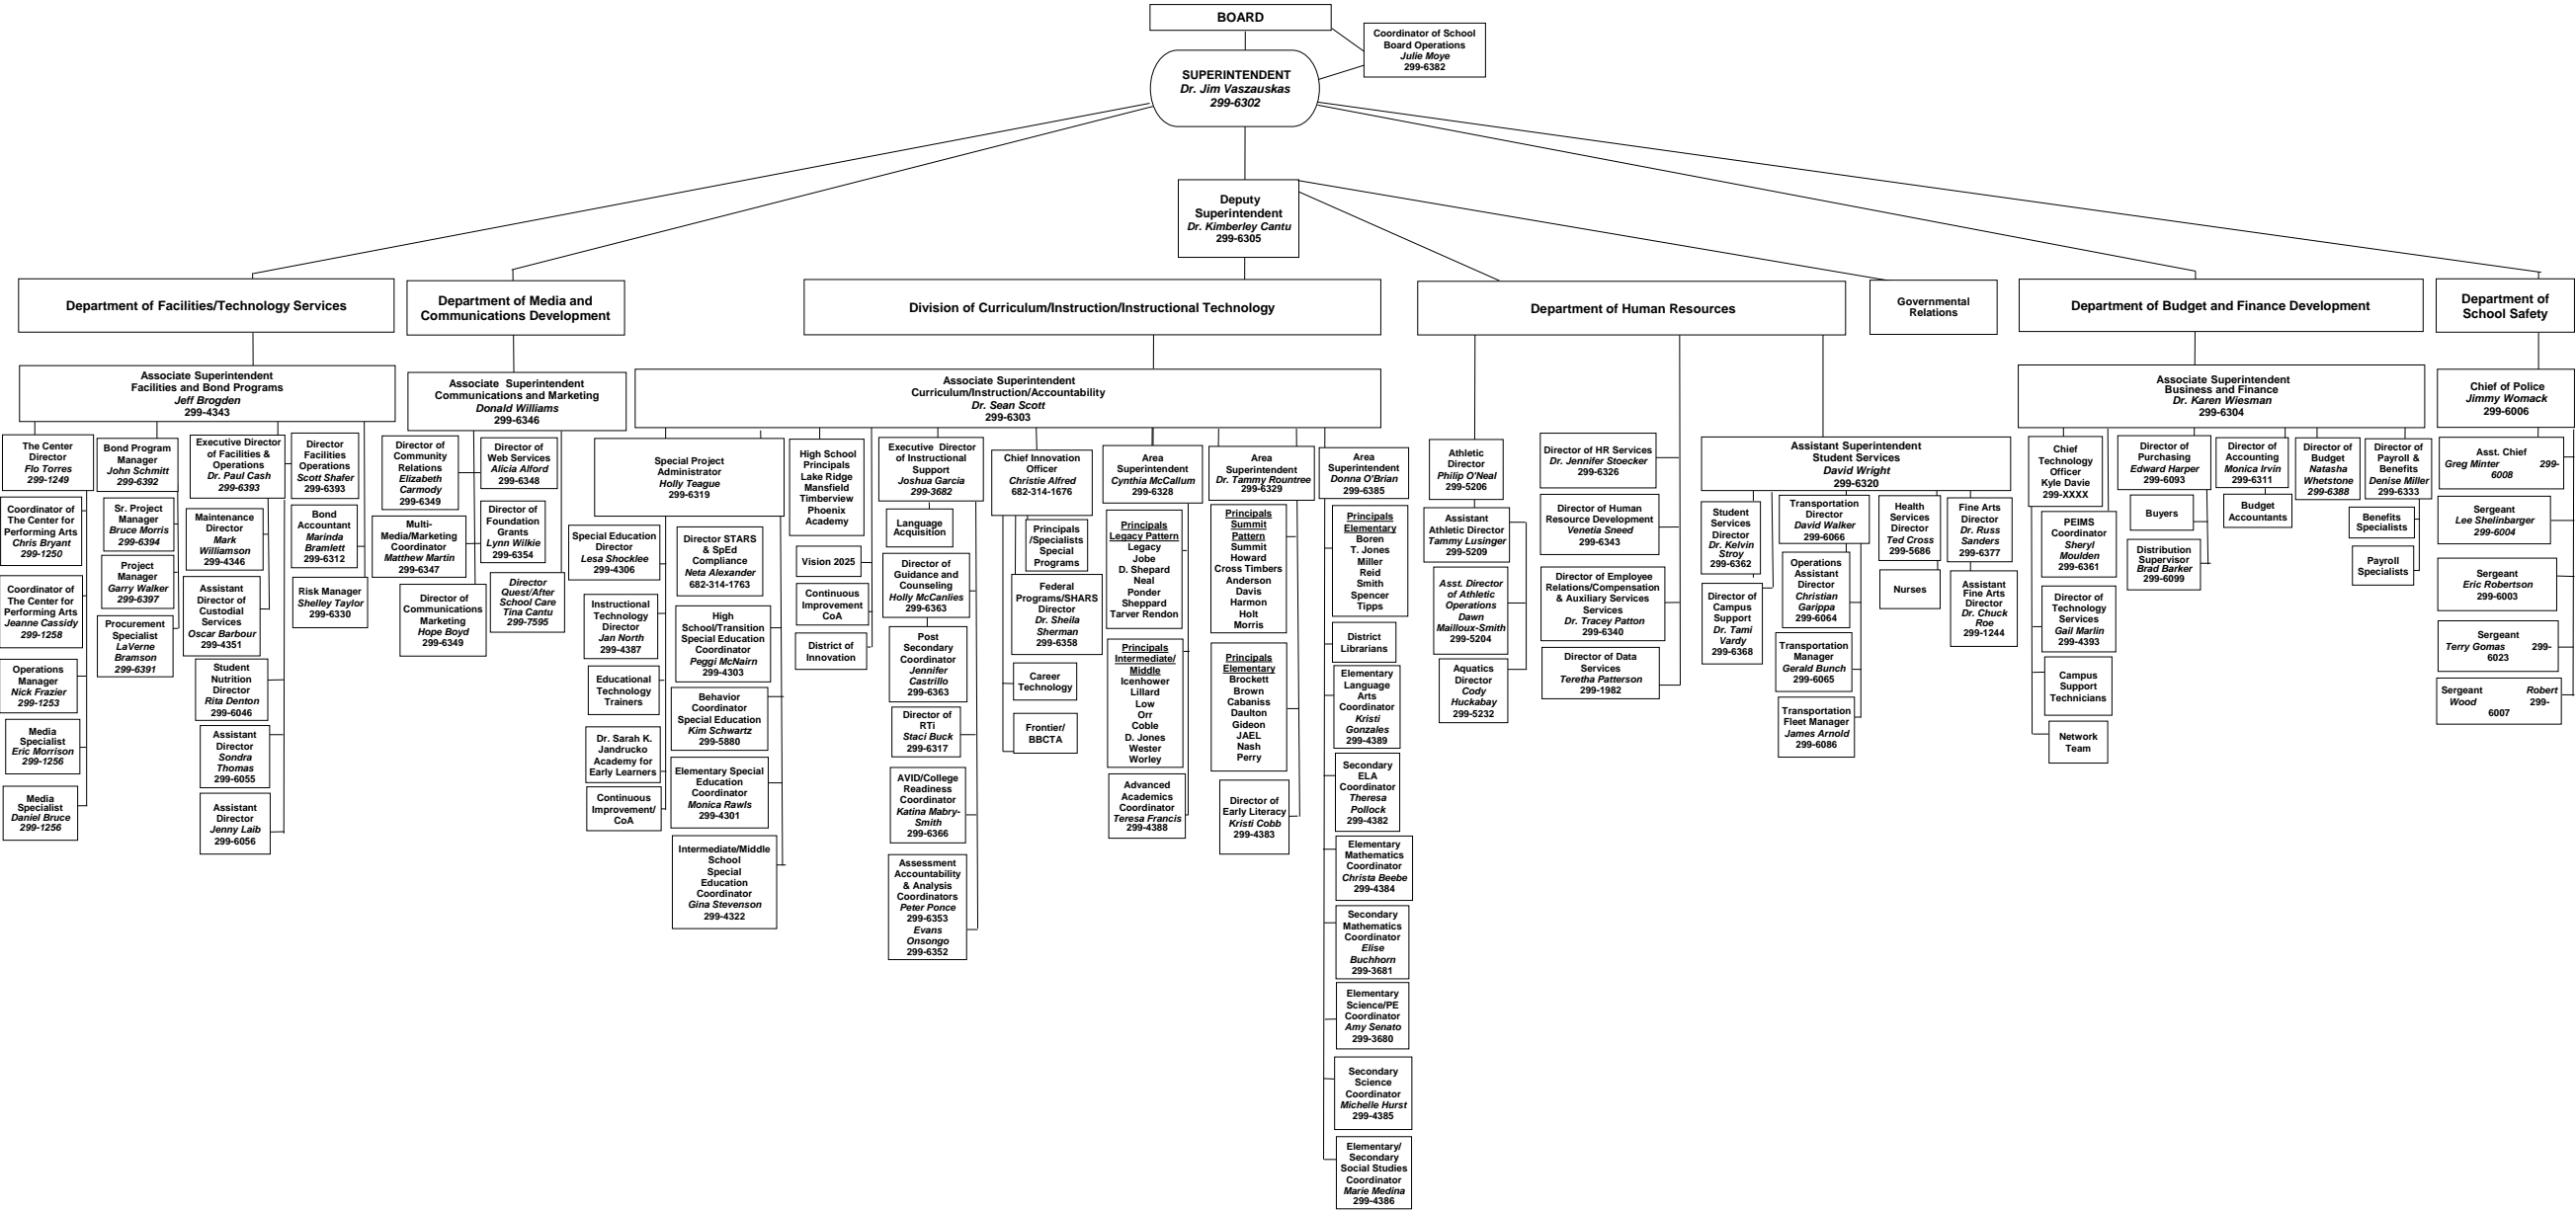 BOARD
Coordinator of School
Board Operations
Julie Moye
299-6382
SUPERINTENDENT
Dr. Jim Vaszauskas
299-6302
Deputy
Superintendent
Dr. Kimberley Cantu
299-6305
Department of Facilities/Technology Services
Department of Media and
Communications Development
Division of Curriculum/Instruction/Instructional Technology
Department of Human Resources
Governmental
Relations
Department of Budget and Finance Development
Department of
School Safety
Associate Superintendent
Facilities and Bond Programs
Jeff Brogden
299-4343
The Center
Director
Flo Torres
299-1249
Coordinator of
The Center for
Performing Arts
Chris Bryant
299-1250
Coordinator of
The Center for
Performing Arts
Jeanne Cassidy
299-1258
Operations
Manager
Nick Frazier
299-1253
Media
Specialist
Eric Morrison
299-1256
Media
Specialist
Daniel Bruce
299-1256
Bond Program
Manager
John Schmitt
299-6392
Sr. Project
Manager
Bruce Morris
299-6394
Project
Manager
Garry Walker
299-6397
Procurement
Specialist
LaVerne
Bramson
299-6391
Executive Director
of Facilities &
Operations
Dr. Paul Cash
299-6393
Maintenance
Director
Mark
Williamson
299-4346
Assistant
Director of
Custodial
Services
Oscar Barbour
299-4351
Student
Nutrition
Director
Rita Denton
299-6046
Assistant
Director
Sondra
Thomas
299-6055
Assistant
Director
Jenny Laib
299-6056
Director
Facilities
Operations
Scott Shafer
299-6393
Bond
Accountant
Marinda
Bramlett
299-6312
Risk Manager
Shelley Taylor
299-6330
Associate  Superintendent
Communications and Marketing
Donald Williams
299-6346
Director of
Community
Relations
Elizabeth
Carmody
299-6349
Multi-
Media/Marketing
Coordinator
Matthew Martin
299-6347
Director of
Communications
Marketing
Hope Boyd
299-6349
Director of
Web Services
Alicia Alford
299-6348
Director of
Foundation
Grants
Lynn Wilkie
299-6354
Director
Quest/After
School Care
Tina Cantu
299-7595
Associate Superintendent
Curriculum/Instruction/Accountability
Dr. Sean Scott
299-6303
Special Project
Administrator
Holly Teague
299-6319
Special Education
Director
Lesa Shocklee
299-4306
Instructional
Technology
Director
Jan North
299-4387
Educational
Technology
Trainers
Dr. Sarah K.
Jandrucko
Academy for
Early Learners
Continuous
Improvement/
CoA
Director STARS
& SpEd
Compliance
Neta Alexander
682-314-1763
High
School/Transition
Special Education
Coordinator
Peggi McNairn
299-4303
Behavior
Coordinator
Special Education
Kim Schwartz
299-5880
Elementary Special
Education
Coordinator
Monica Rawls
299-4301
Intermediate/Middle
School
Special
Education
Coordinator
Gina Stevenson
299-4322
High School
Principals
Lake Ridge
Mansfield
Timberview
Phoenix
Academy
Vision 2025
Continuous
Improvement
CoA
District of
Innovation
Executive  Director
of Instructional
Support
Joshua Garcia
299-3682
Language
Acquisition
Director of
Guidance and
Counseling
Holly McCanlies
299-6363
Post
Secondary
Coordinator
Jennifer
Castrillo
299-6363
Director of
RTi
Staci Buck
299-6317
AVID/College
Readiness
Coordinator
Katina Mabry-
Smith
299-6366
Assessment
Accountability
& Analysis
Coordinators
Peter Ponce
299-6353
Evans
Onsongo
299-6352
Chief Innovation
Officer
Christie Alfred
682-314-1676
Principals
/Specialists
Special
Programs
Federal
Programs/SHARS
Director
Dr. Sheila
Sherman
299-6358
Career
Technology
Frontier/
BBCTA
Area
Superintendent
Cynthia McCallum
299-6328
Principals
Legacy Pattern
Legacy
Jobe
D. Shepard
Neal
Ponder
Sheppard
Tarver Rendon
Principals
Intermediate/
Middle
Icenhower
Lillard
Low
Orr
Coble
D. Jones
Wester
Worley
Advanced
Academics
Coordinator
Teresa Francis
299-4388
Area
Superintendent
Dr. Tammy Rountree
299-6329
Principals
Summit
Pattern
Summit
Howard
Cross Timbers
Anderson
Davis
Harmon
Holt
Morris
Principals
Elementary
Brockett
Brown
Cabaniss
Daulton
Gideon
JAEL
Nash
Perry
Director of
Early Literacy
Kristi Cobb
299-4383
Area
Superintendent
Donna O'Brian
299-6385
Principals
Elementary
Boren
T. Jones
Miller
Reid
Smith
Spencer
Tipps
District
Librarians
Elementary
Language
Arts
Coordinator
Kristi
Gonzales
299-4389
Secondary
ELA
Coordinator
Theresa
Pollock
299-4382
Elementary
Mathematics
Coordinator
Christa Beebe
299-4384
Secondary
Mathematics
Coordinator
Elise
Buchhorn
299-3681
Elementary
Science/PE
Coordinator
Amy Senato
299-3680
Secondary
Science
Coordinator
Michelle Hurst
299-4385
Elementary/
Secondary
Social Studies
Coordinator
Marie Medina
299-4386
Athletic
Director
Philip O'Neal
299-5206
Assistant
Athletic Director
Tammy Lusinger
299-5209
Asst. Director
of Athletic
Operations
Dawn
Mailloux-Smith
299-5204
Aquatics
Director
Cody
Huckabay
299-5232
Director of HR Services
Dr. Jennifer Stoecker
299-6326
Director of Human
Resource Development
Venetia Sneed
299-6343
Director of Employee
Relations/Compensation
& Auxiliary Services
Services
Dr. Tracey Patton
299-6340
Director of Data
Services
Teretha Patterson
299-1982
Assistant Superintendent
Student Services
David Wright
299-6320
Student
Services
Director
Dr. Kelvin
Stroy
299-6362
Director of
Campus
Support
Dr. Tami
Vardy
299-6368
Transportation
Director
David Walker
299-6066
Operations
Assistant
Director
Christian
Garippa
299-6064
Transportation
Manager
Gerald Bunch
299-6065
Transportation
Fleet Manager
James Arnold
299-6086
Health
Services
Director
Ted Cross
299-5686
Nurses
Fine Arts
Director
Dr. Russ
Sanders
299-6377
Assistant
Fine Arts
Director
Dr. Chuck
Roe
299-1244
Associate Superintendent
Business and Finance
Dr. Karen Wiesman
299-6304
Chief
Technology
Officer
Kyle Davie
299-XXXX
PEIMS
Coordinator
Sheryl
Moulden
299-6361
Director of
Technology
Services
Gail Marlin
299-4393
Campus
Support
Technicians
Network
Team
Director of
Purchasing
Edward Harper
299-6093
Buyers
Distribution
Supervisor
Brad Barker
299-6099
Director of
Accounting
Monica Irvin
299-6311
Budget
Accountants
Director of
Budget
Natasha
Whetstone
299-6388
Director of
Payroll &
Benefits
Denise Miller
299-6333
Benefits
Specialists
Payroll
Specialists
Chief of Police
Jimmy Womack
299-6006
Asst. Chief
Greg Minter 299-
6008
Sergeant
Lee Shelinbarger
299-6004
Sergeant
Eric Robertson
299-6003
Sergeant
Terry Gomas 299-
6023
Sergeant Robert
Wood 299-
6007